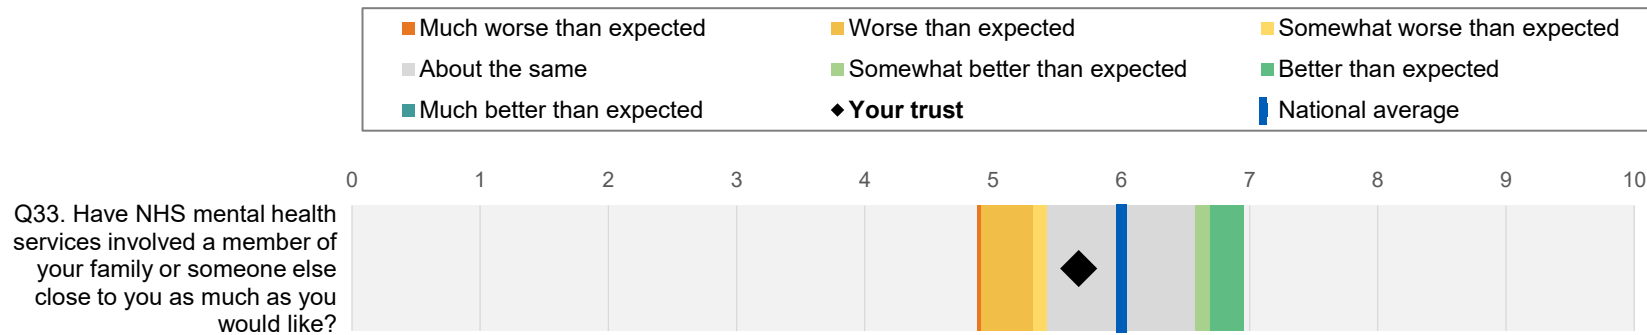 Much worse than expected
Worse than expected
Somewhat worse than expected
About the same
Somewhat better than expected
Better than expected
Much better than expected
Your trust
National average
0 1 2 3 4 5 6 7 8 9 10
Q33. Have NHS mental health
services involved a member of
your family or someone else
close to you as much as you
would like?